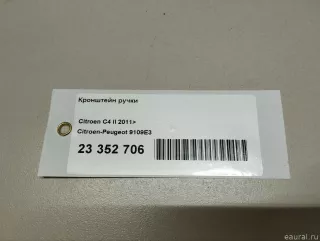 Кронштейн ручки
Citroen C4 II 2011>
Citroen-Peugeot 9109E3
23 352 706
eaural.ru